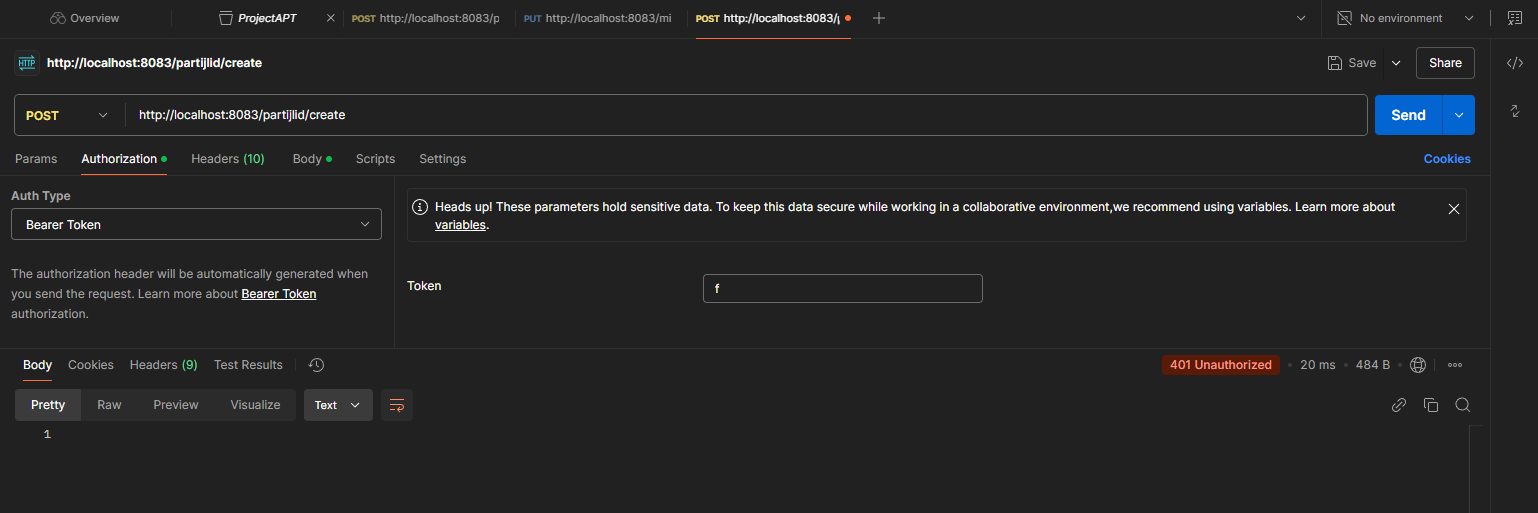 Overview
ProjectAPT
POST http://localhost:8083/p
PUT http://localhost:8083/mi
POST http://localhost:8083/
No environment
HTTP
http://localhost:8083/partijlid/create
Save
Share
POST
http://localhost:8083/partijlid/create
Send
Params
Authorization
Headers (10)
Body
Scripts
Settings
Cookies
Auth Type
Bearer Token
The authorization header will be automatically generated when
you send the request. Learn more about Bearer Token
authorization.
Heads up! These parameters hold sensitive data. To keep this data secure while working in a collaborative environment,we recommend using variables. Learn more about
variables.
Token
f
Body
Cookies
Headers (9)
Test Results
401 Unauthorized
20 ms
484 B
Pretty
Raw
Preview
Visualize
Text
1